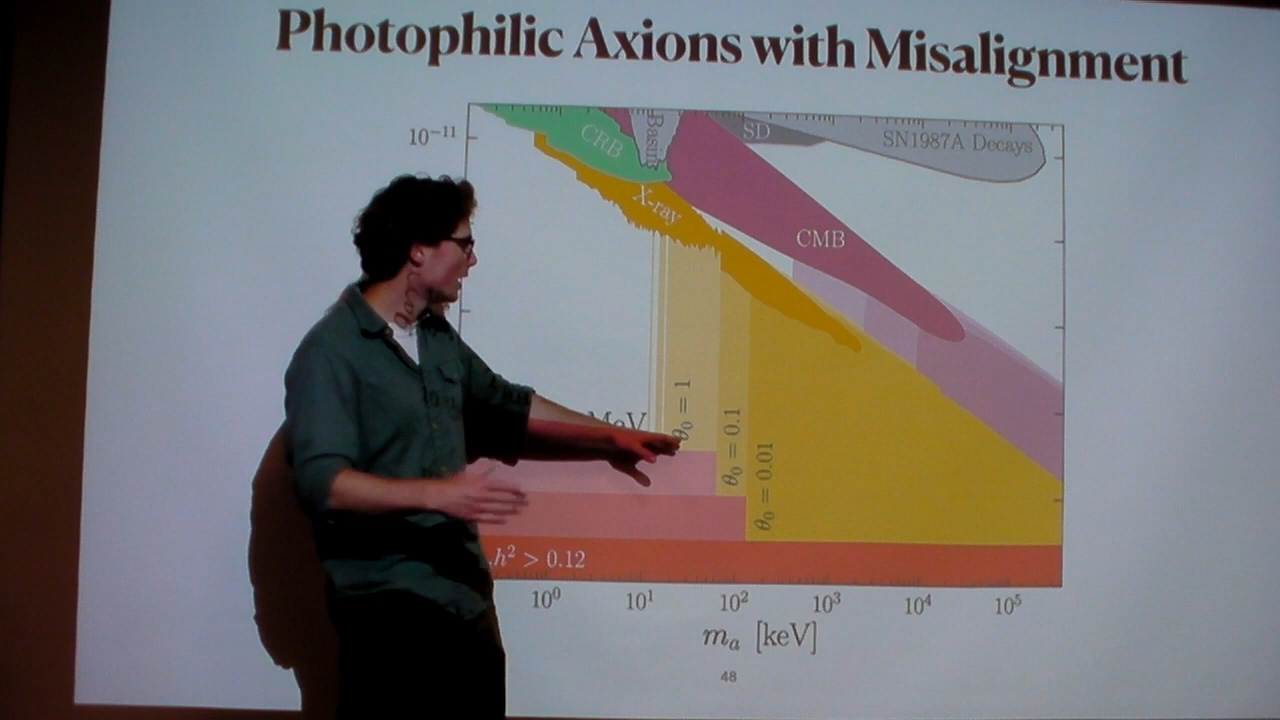 Photophilic Axions with Misalignment
10⁻¹¹
CRB
Basin
SD
SN1987A Decays
X-ray
CMB
MeV
θ₀ = 1
θ₀ = 0.1
θ₀ = 0.01
h² > 0.12
10⁰ 10¹ 10² 10³ 10⁴ 10⁵
mₐ [keV]
48